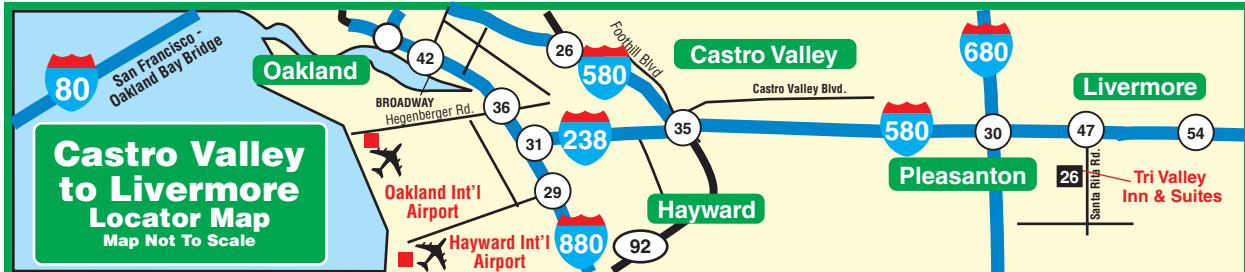 80
San Francisco -
Oakland Bay Bridge
Oakland
42
BROADWAY
Hegenberger Rd.
36
26
580
Foothill Blvd
Castro Valley
Castro Valley Blvd.
680
Livermore
31
238
35
580
30
47
54
Castro Valley
to Livermore
Locator Map
Map Not To Scale
Oakland Int'l
Airport
29
Hayward
Pleasanton
26
Santa Rita Rd.
Tri Valley
Inn & Suites
Hayward Int'l
Airport
880
92